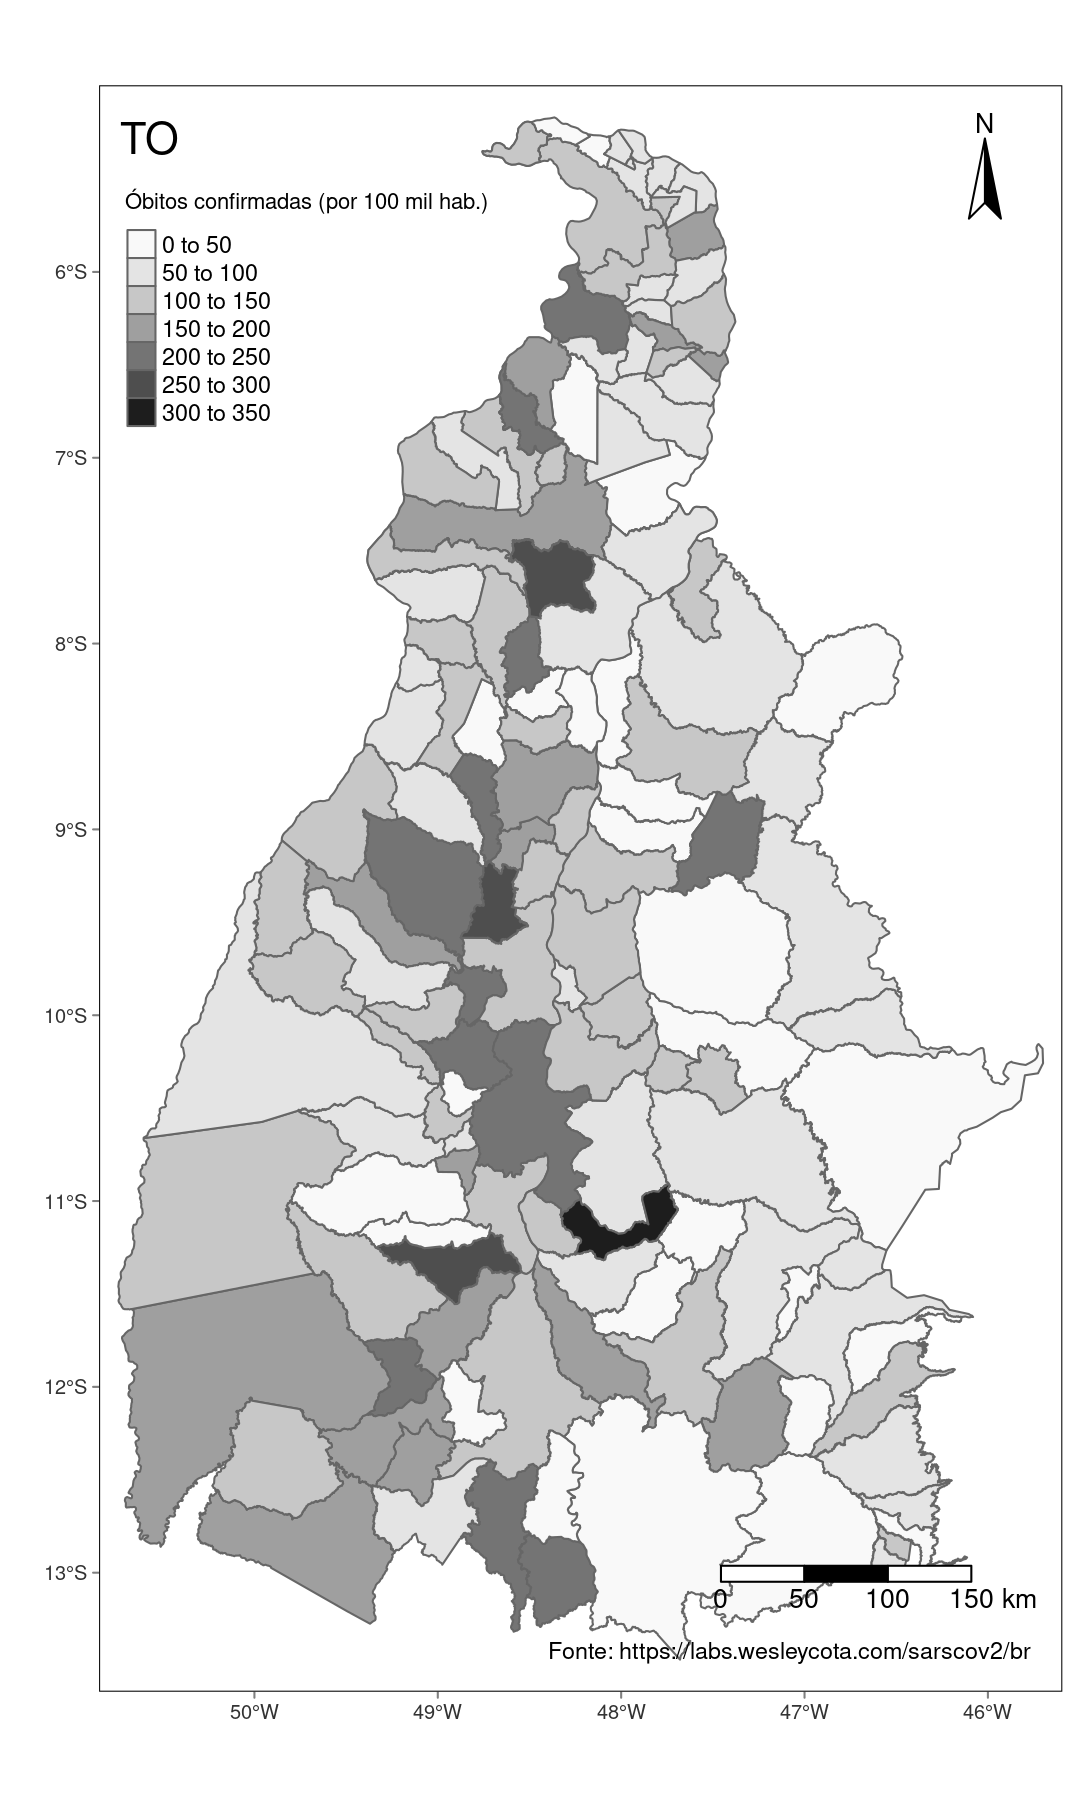 TO
N
Óbitos confirmadas (por 100 mil hab.)
0 to 50
50 to 100
100 to 150
150 to 200
200 to 250
250 to 300
300 to 350
6°S
7°S
8°S
9°S
10°S
11°S
12°S
13°S
0 50 100 150 km
Fonte: https://labs.wesleycota.com/sarscov2/br
50°W 49°W 48°W 47°W 46°W